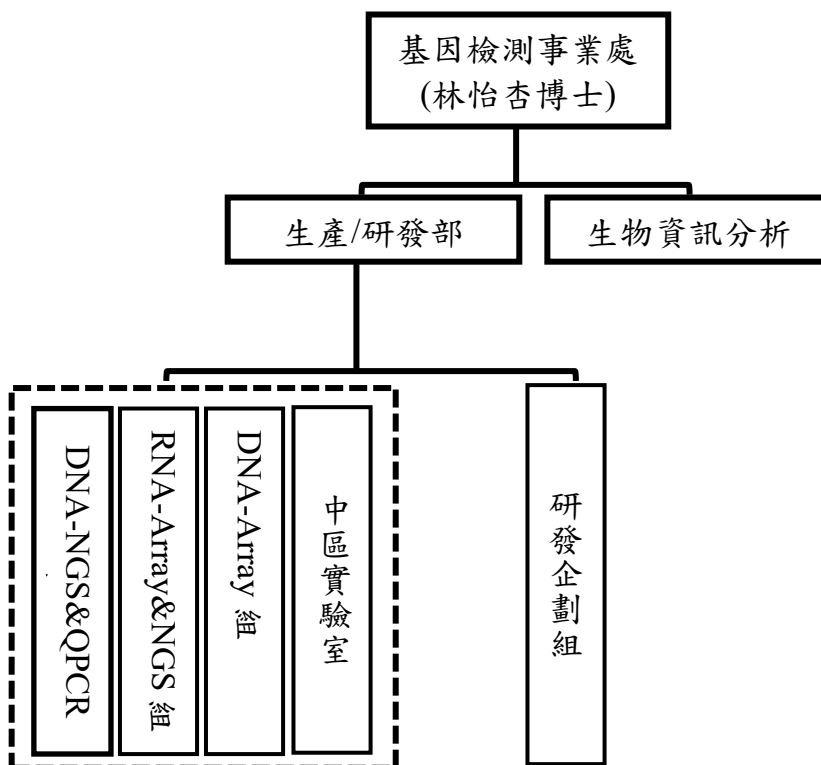 基因檢測事業處
(林怡杏博士)
生產/研發部
生物資訊分析
DNA-NGS&QPCR
RNA-Array&NGS 組
DNA-Array 組
中區實驗室
研發企劃組